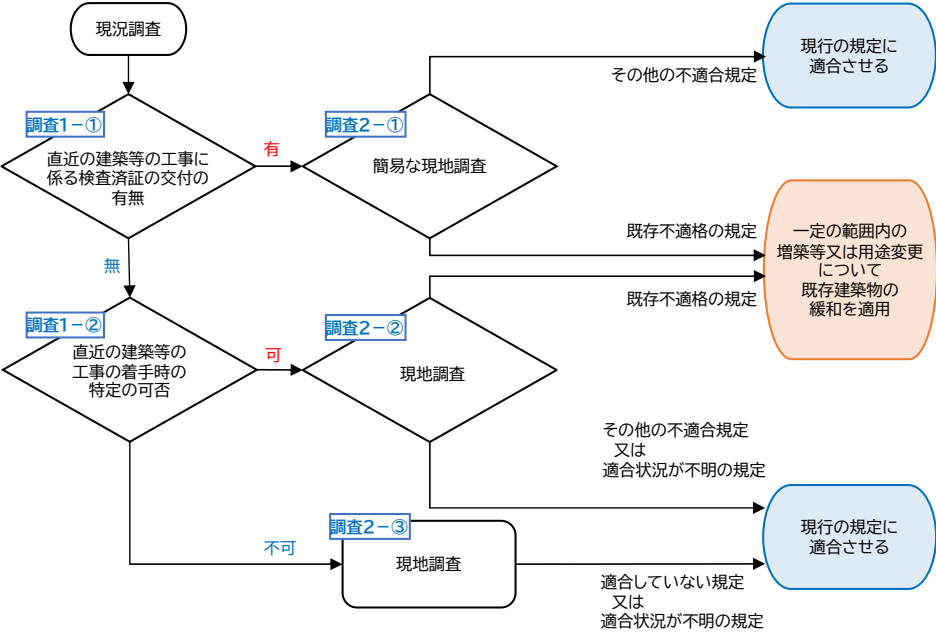 現況調査
調査1－①
直近の建築等の工事に
係る検査済証の交付の
有無
有
調査2－①
簡易な現地調査
その他の不適合規定
現行の規定に
適合させる
既存不適格の規定
一定の範囲内の
増築等又は用途変更
について
既存建築物の
緩和を適用
無
既存不適格の規定
調査1－②
直近の建築等の
工事の着手時の
特定の可否
可
調査2－②
現地調査
その他の不適合規定
又は
適合状況が不明の規定
現行の規定に
適合させる
不可
調査2－③
現地調査
適合していない規定
又は
適合状況が不明の規定